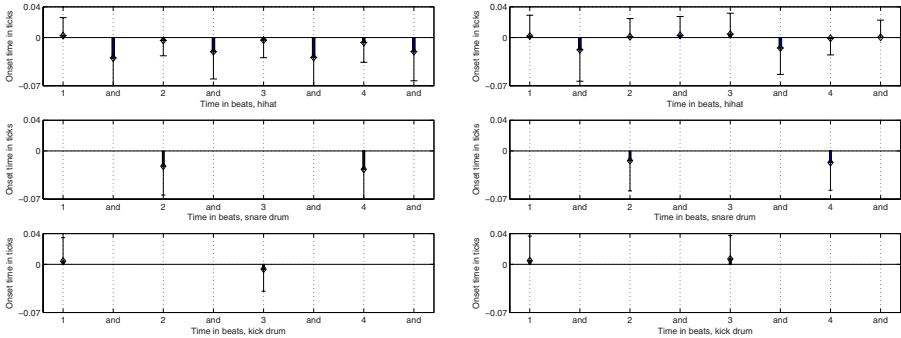 0.04
0
−0.07
Onset time in ticks
1 and 2 and 3 and 4 and
Time in beats, hihat
0.04
0
−0.07
Onset time in ticks
1 and 2 and 3 and 4 and
Time in beats, hihat
0.04
0
−0.07
Onset time in ticks
1 and 2 and 3 and 4 and
Time in beats, snare drum
0.04
0
−0.07
Onset time in ticks
1 and 2 and 3 and 4 and
Time in beats, snare drum
0.04
0
−0.07
Onset time in ticks
1 and 2 and 3 and 4 and
Time in beats, kick drum
0.04
0
−0.07
Onset time in ticks
1 and 2 and 3 and 4 and
Time in beats, kick drum